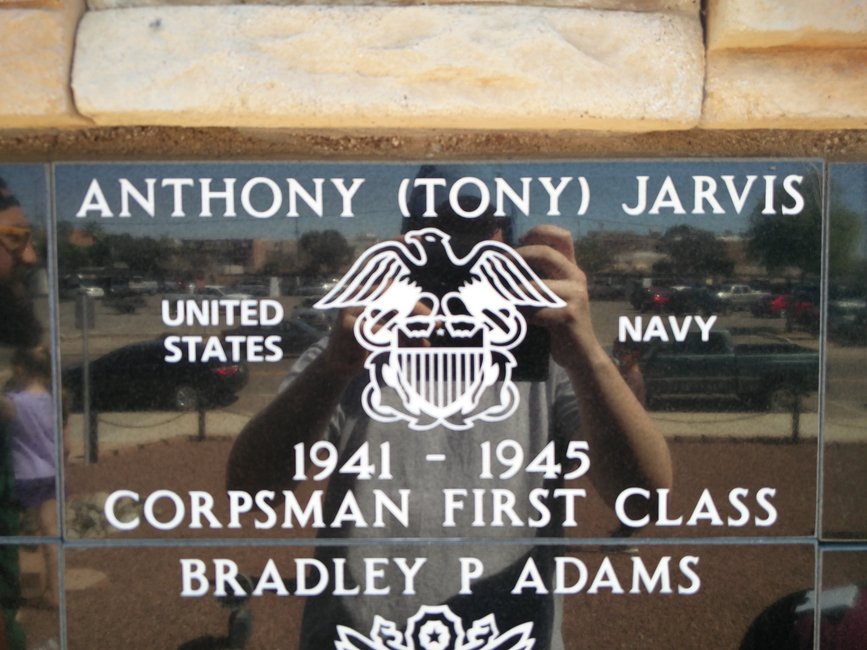 ANTHONY (TONY) JARVIS
UNITED
STATES
NAVY
1941 - 1945
CORPSMAN FIRST CLASS
BRADLEY P ADAMS